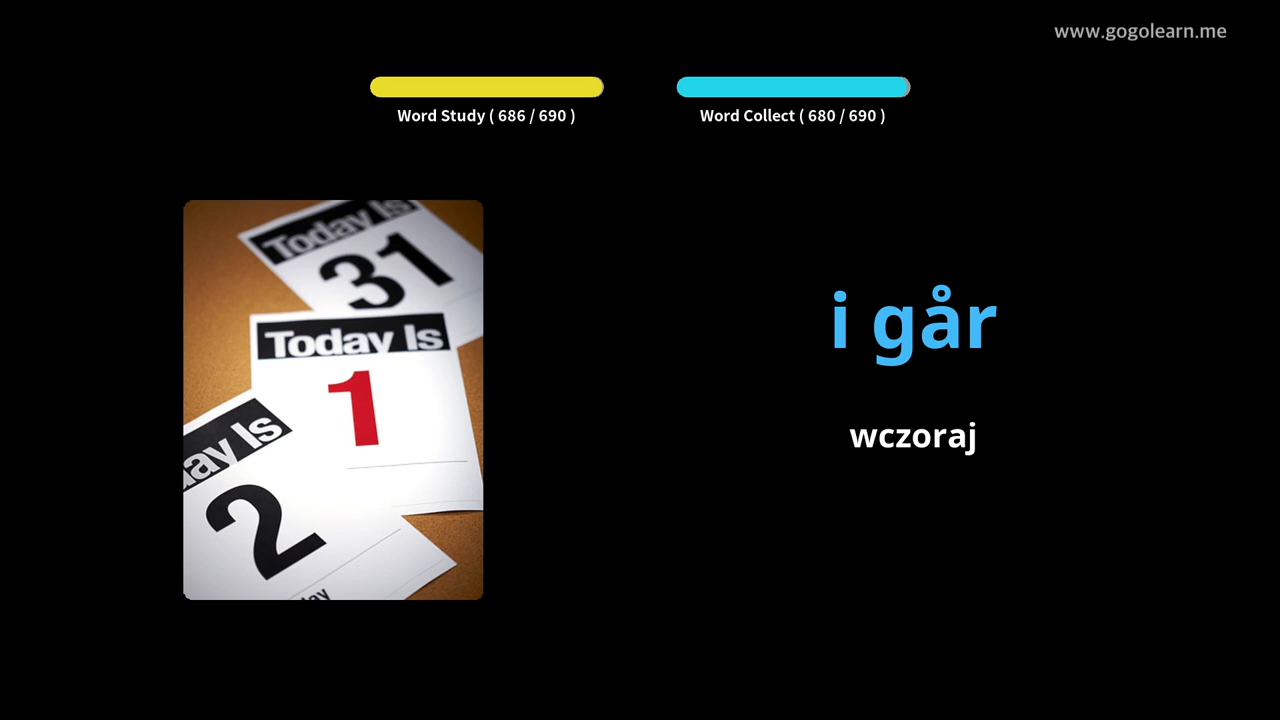 www.gogolearn.me
Word Study ( 686 / 690 )
Word Collect ( 680 / 690 )
Today Is
31
Today Is
1
ay Is
2
i går
wczoraj